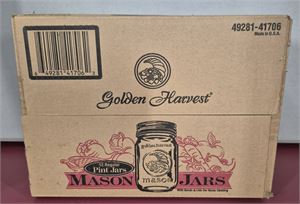 49281-41706
Made in U.S.A.
49281-41706
Golden Harvest®
12 Regular
Pint Jars
MASON JARS
golden harvest
mason